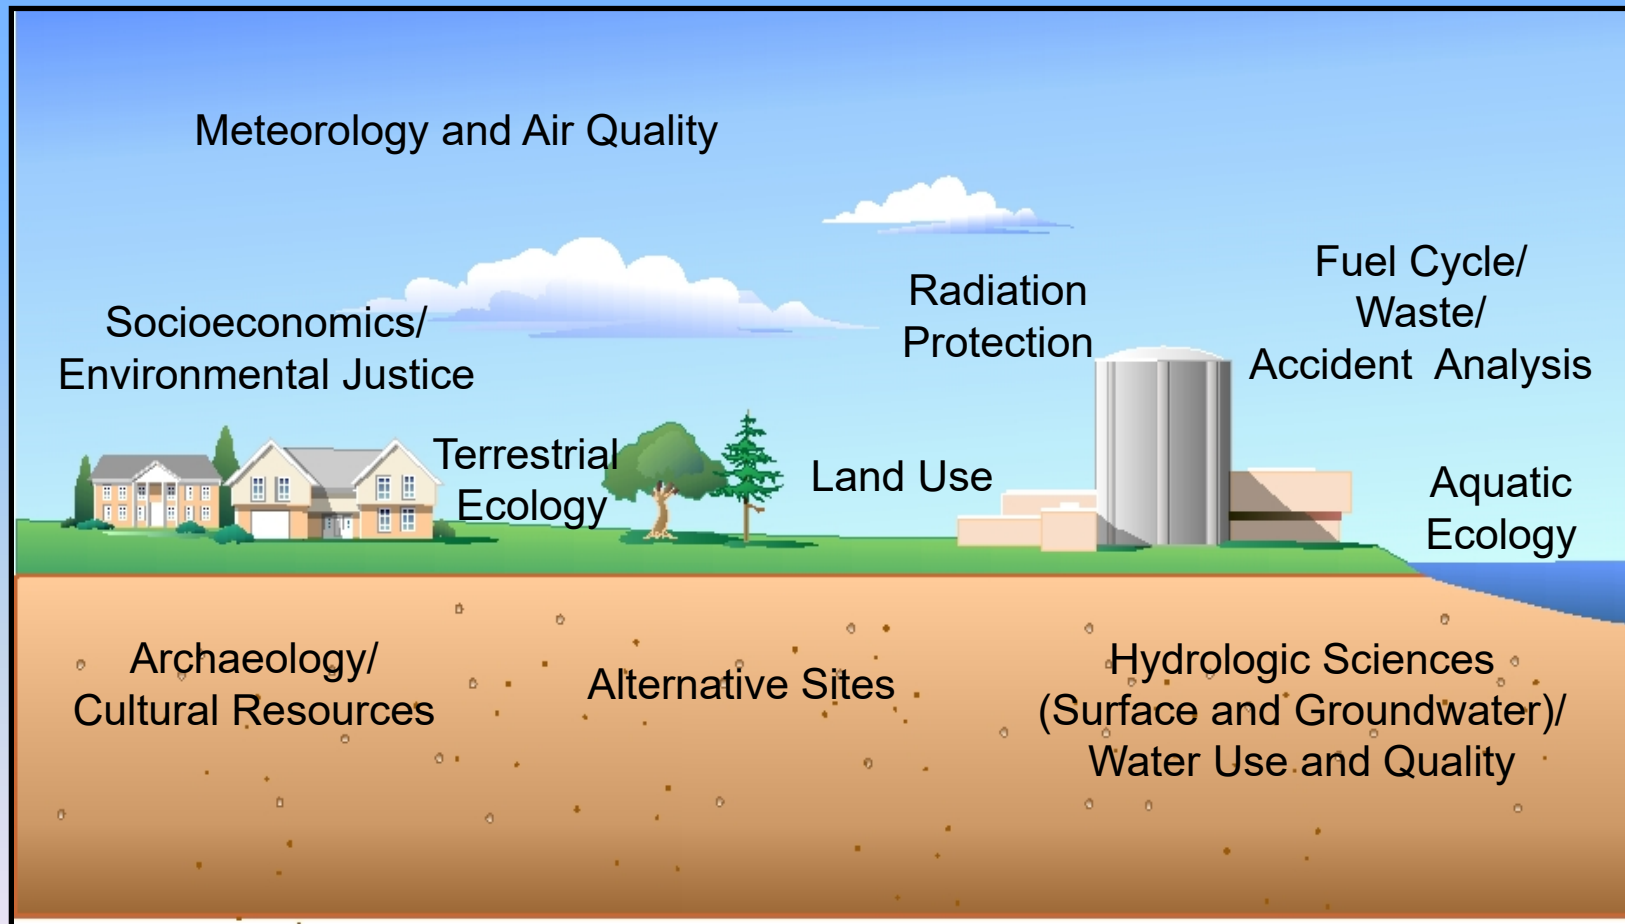 Meteorology and Air Quality
Socioeconomics/
Environmental Justice
Radiation
Protection
Fuel Cycle/
Waste/
Accident Analysis
Terrestrial
Ecology
Land Use
Aquatic
Ecology
Archaeology/
Cultural Resources
Alternative Sites
Hydrologic Sciences
(Surface and Groundwater)/
Water Use and Quality